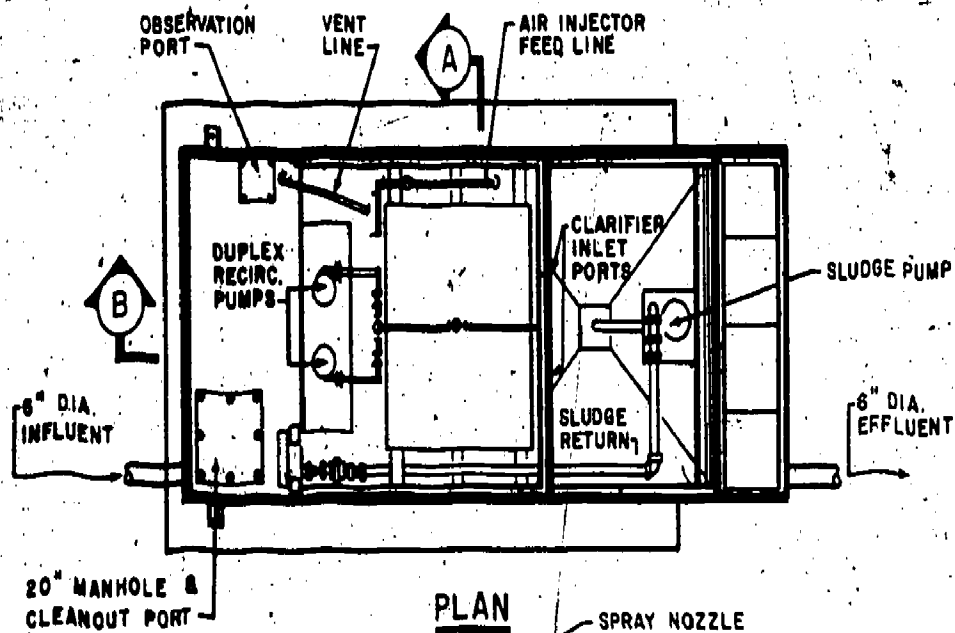 OBSERVATION
PORT
VENT
LINE
A
AIR INJECTOR
FEED LINE
DUPLEX
RECIRC.
PUMPS
CLARIFIER
INLET
PORTS
SLUDGE PUMP
B
6" DIA.
INFLUENT
SLUDGE
RETURN
6" DIA.
EFFLUENT
20" MANHOLE &
CLEANOUT PORT
PLAN
SPRAY NOZZLE